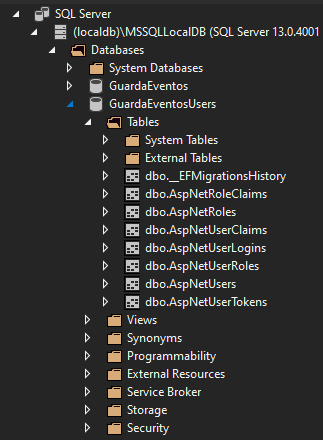 SQL Server
(localdb)\MSSQLLocalDB (SQL Server 13.0.4001
Databases
System Databases
GuardaEventos
GuardaEventosUsers
Tables
System Tables
External Tables
dbo.__EFMigrationsHistory
dbo.AspNetRoleClaims
dbo.AspNetRoles
dbo.AspNetUserClaims
dbo.AspNetUserLogins
dbo.AspNetUserRoles
dbo.AspNetUsers
dbo.AspNetUserTokens
Views
Synonyms
Programmability
External Resources
Service Broker
Storage
Security